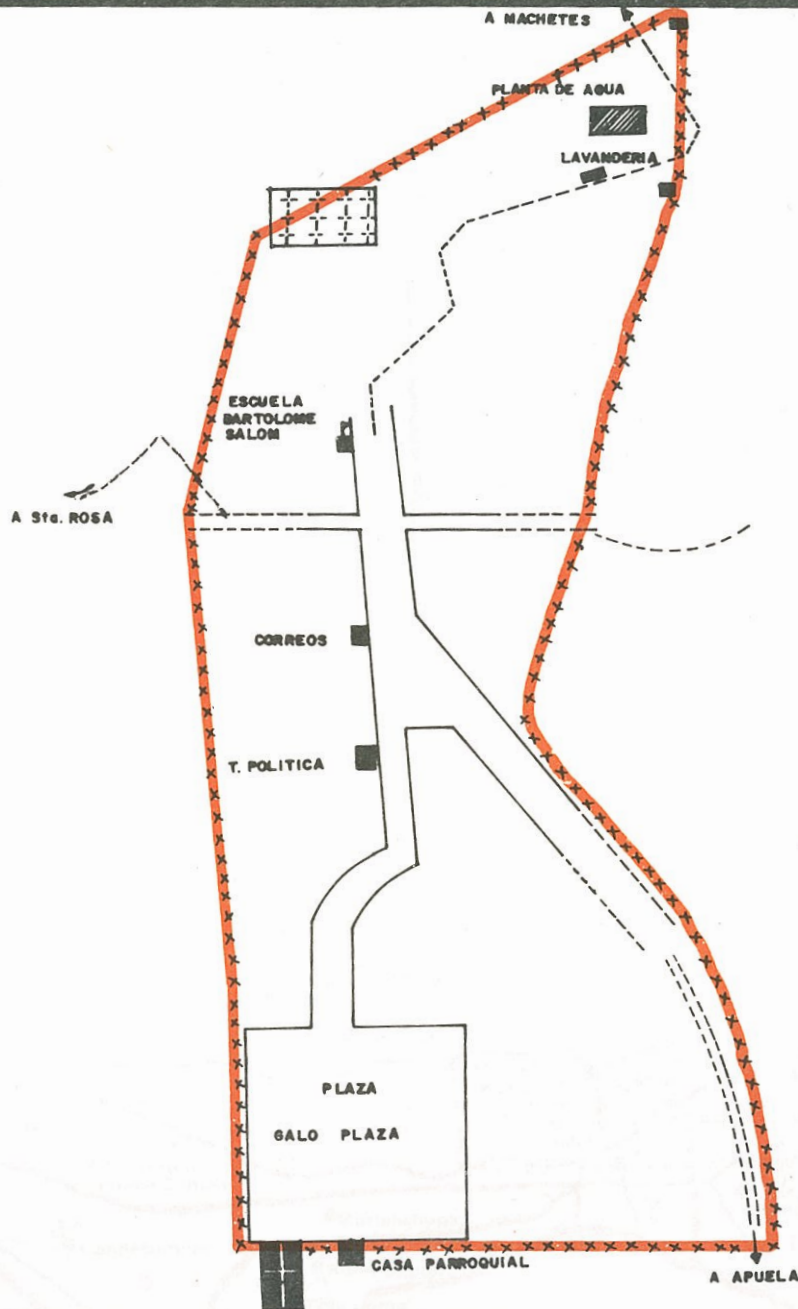 A MACHETES
PLANTA DE AGUA
LAVANDERIA
ESCUELA
BARTOLOME
SALOM
A Sta. ROSA
CORREOS
T. POLITICA
PLAZA
GALO PLAZA
CASA PARROQUIAL
A APUELA